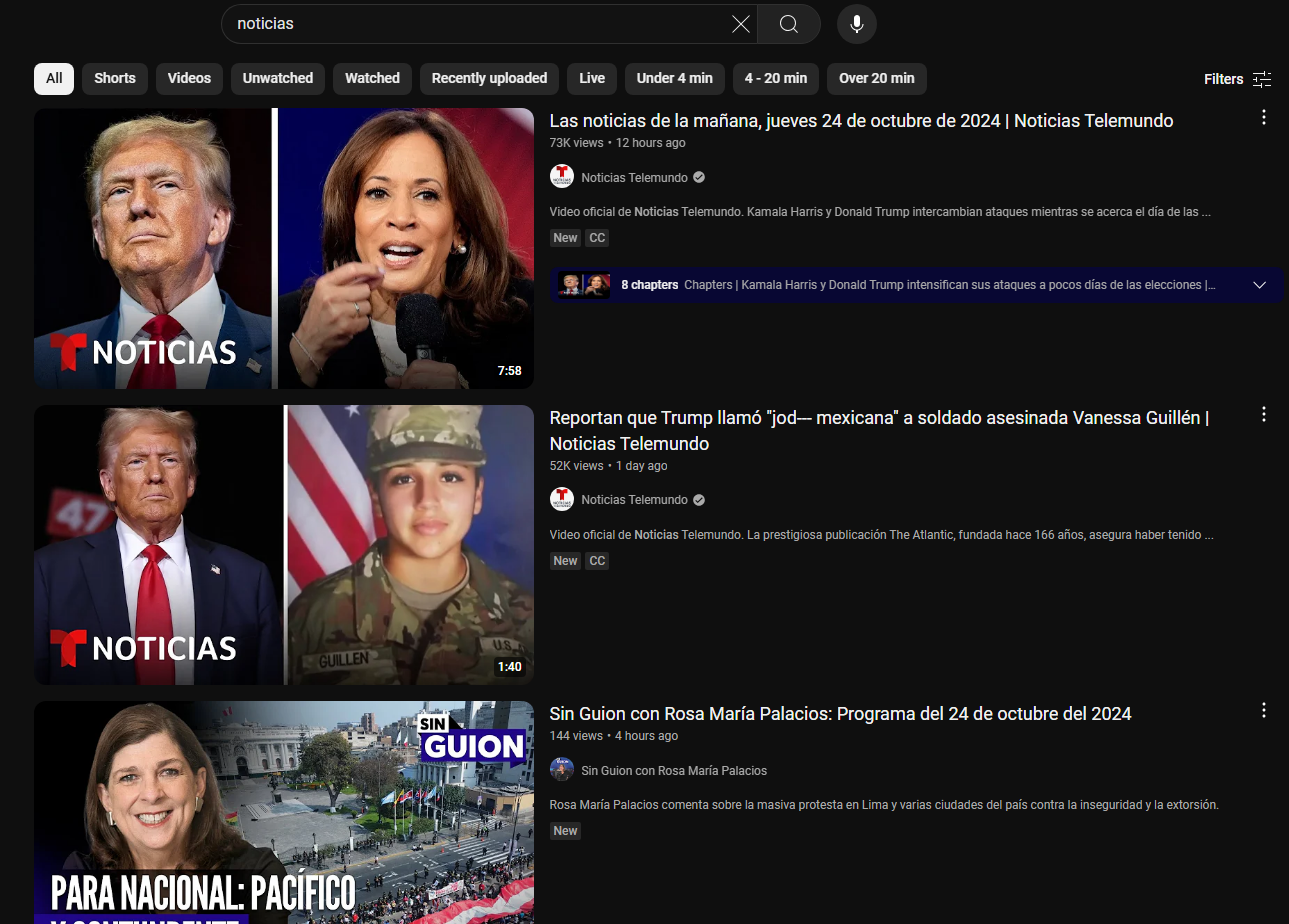 noticias
All
Shorts
Videos
Unwatched
Watched
Recently uploaded
Live
Under 4 min
4 - 20 min
Over 20 min
Filters
NOTICIAS
7:58
Las noticias de la mañana, jueves 24 de octubre de 2024 | Noticias Telemundo
73K views • 12 hours ago
Noticias Telemundo
Video oficial de Noticias Telemundo. Kamala Harris y Donald Trump intercambian ataques mientras se acerca el día de las ...
New CC
8 chapters Chapters | Kamala Harris y Donald Trump intensifican sus ataques a pocos días de las elecciones |...
47
GUILLEN
U.S.
NOTICIAS
1:40
Reportan que Trump llamó "jod--- mexicana" a soldado asesinada Vanessa Guillén |
Noticias Telemundo
52K views • 1 day ago
Noticias Telemundo
Video oficial de Noticias Telemundo. La prestigiosa publicación The Atlantic, fundada hace 166 años, asegura haber tenido ...
New CC
SIN
GUION
PARA NACIONAL: PACÍFICO
Y CONTUNDENTE
Sin Guion con Rosa María Palacios: Programa del 24 de octubre del 2024
144 views • 4 hours ago
Sin Guion con Rosa María Palacios
Rosa María Palacios comenta sobre la masiva protesta en Lima y varias ciudades del país contra la inseguridad y la extorsión.
New